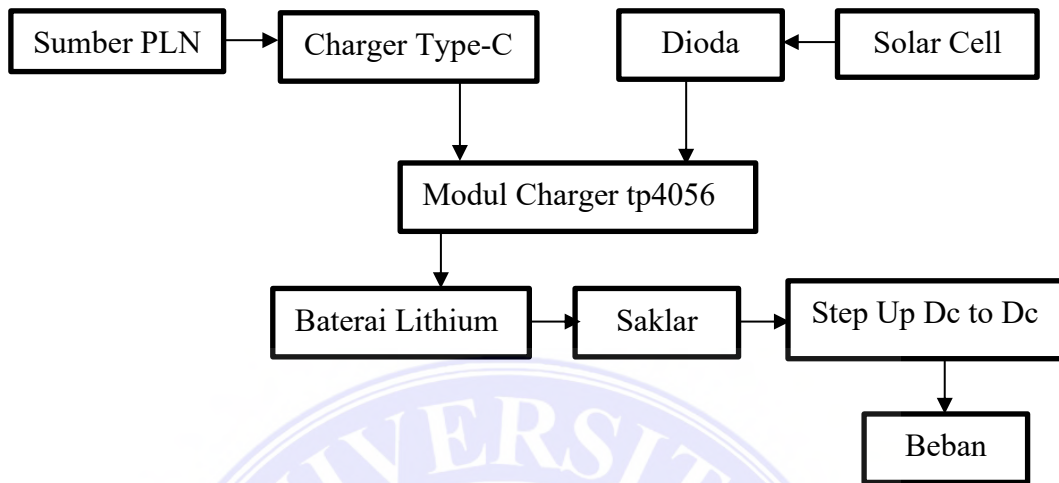 Sumber PLN
Charger Type-C
Dioda
Solar Cell
Modul Charger tp4056
Baterai Lithium
Saklar
Step Up Dc to Dc
Beban